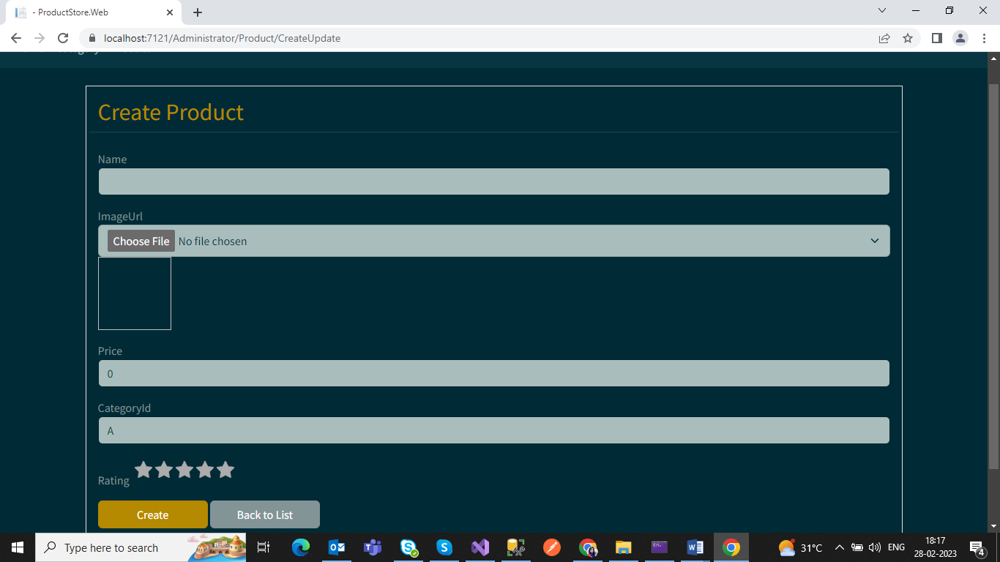 - ProductStore.Web
localhost:7121/Administrator/Product/CreateUpdate
Create Product
Name
ImageUrl
Choose File No file chosen
Price
0
CategoryId
A
Rating
Create Back to List
Type here to search
31°C ENG 18:17
28-02-2023
4